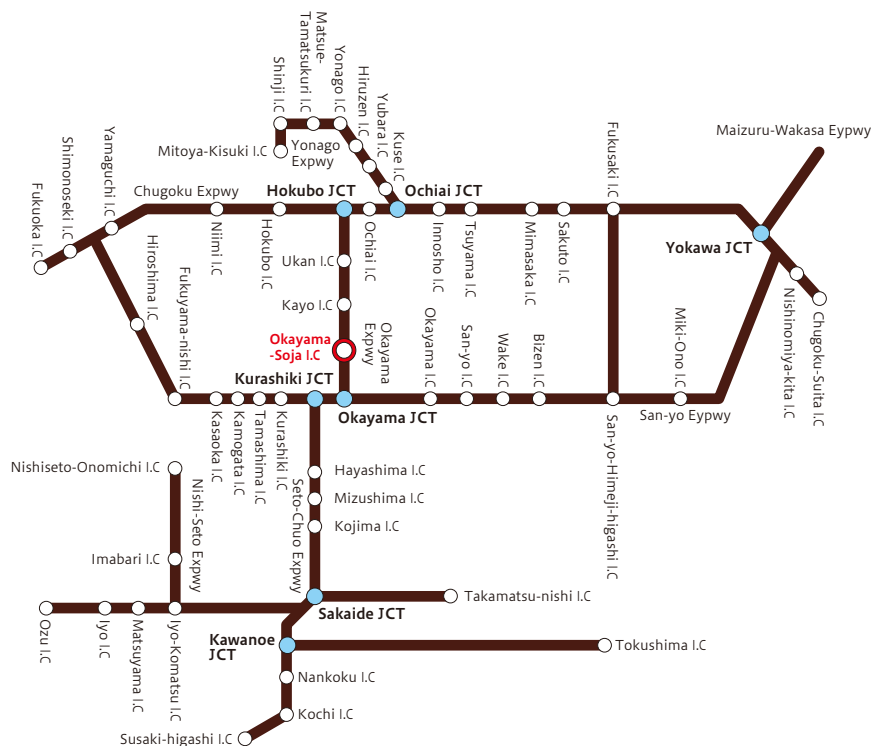 Shinji I.C
Matsue-
Tamatsukuri I.C
Yonago I.C
Hiruzen I.C
Yubara I.C
Kuse I.C
Mitoya-Kisuki I.C
Yonago
Expwy
Maizuru-Wakasa Eypwy
Fukuoka I.C
Shimonoseki I.C
Yamaguchi I.C
Chugoku Expwy
Hokubo JCT
Ochiai JCT
Fukusaki I.C
Yokawa JCT
Hiroshima I.C
Niimi I.C
Hokubo I.C
Ukan I.C
Ochiai I.C
Innosho I.C
Tsuyama I.C
Mimasaka I.C
Sakuto I.C
Nishinomiya-kita I.C
Chugoku-Suita I.C
Kayo I.C
Fukuyama-nishi I.C
Okayama
-Soja I.C
Okayama
Expwy
Okayama I.C
San-yo I.C
Wake I.C
Bizen I.C
Miki-Ono I.C
Kurashiki JCT
Okayama JCT
San-yo Eypwy
Kasaoka I.C
Kamogata I.C
Tamashima I.C
Kurashiki I.C
San-yo-Himeji-higashi I.C
Nishiseto-Onomichi I.C
Nishi-Seto Expwy
Seto-Chuo Expwy
Hayashima I.C
Mizushima I.C
Kojima I.C
Imabari I.C
Takamatsu-nishi I.C
Sakaide JCT
Ozu I.C
Iyo I.C
Matsuyama I.C
Iyo-Komatsu I.C
Kawanoe
JCT
Tokushima I.C
Nankoku I.C
Kochi I.C
Susaki-higashi I.C